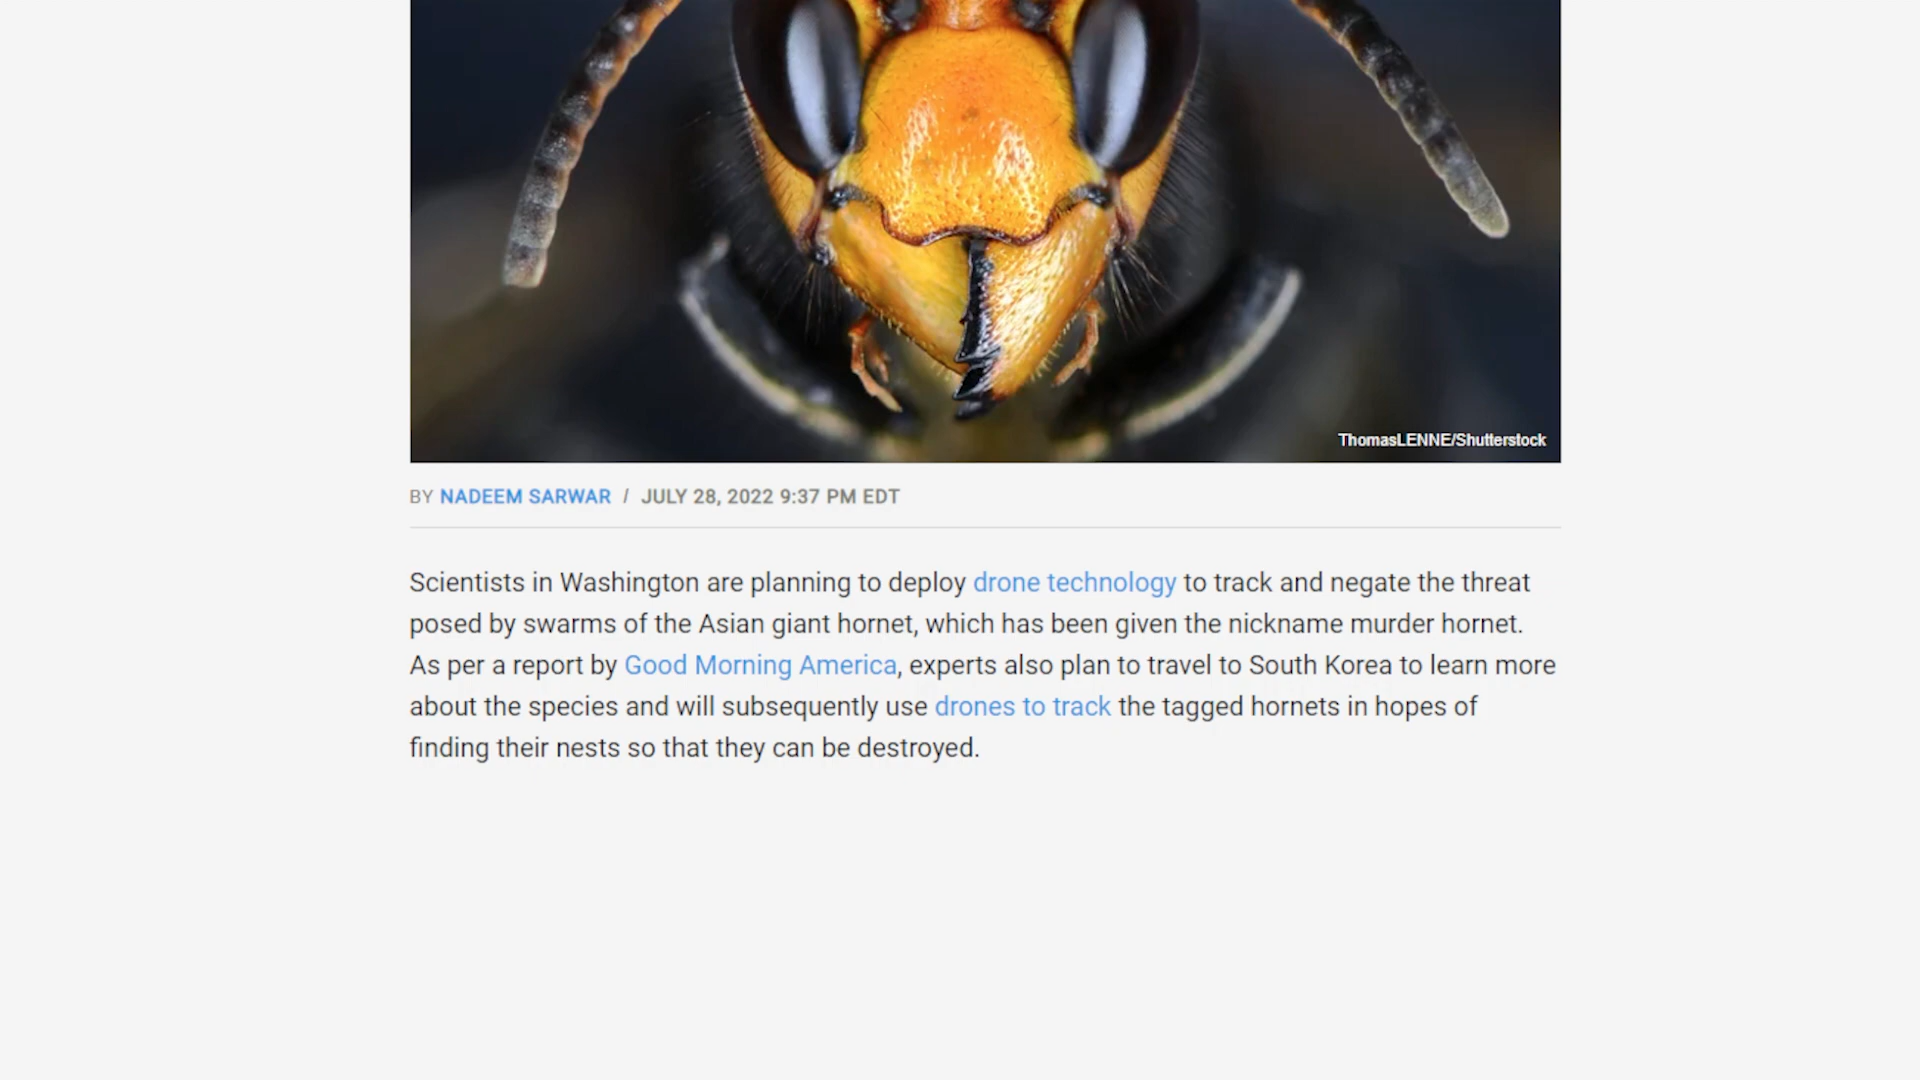 ThomasLENNE/Shutterstock
BY NADEEM SARWAR / JULY 28, 2022 9:37 PM EDT
Scientists in Washington are planning to deploy drone technology to track and negate the threat
posed by swarms of the Asian giant hornet, which has been given the nickname murder hornet.
As per a report by Good Morning America, experts also plan to travel to South Korea to learn more
about the species and will subsequently use drones to track the tagged hornets in hopes of
finding their nests so that they can be destroyed.